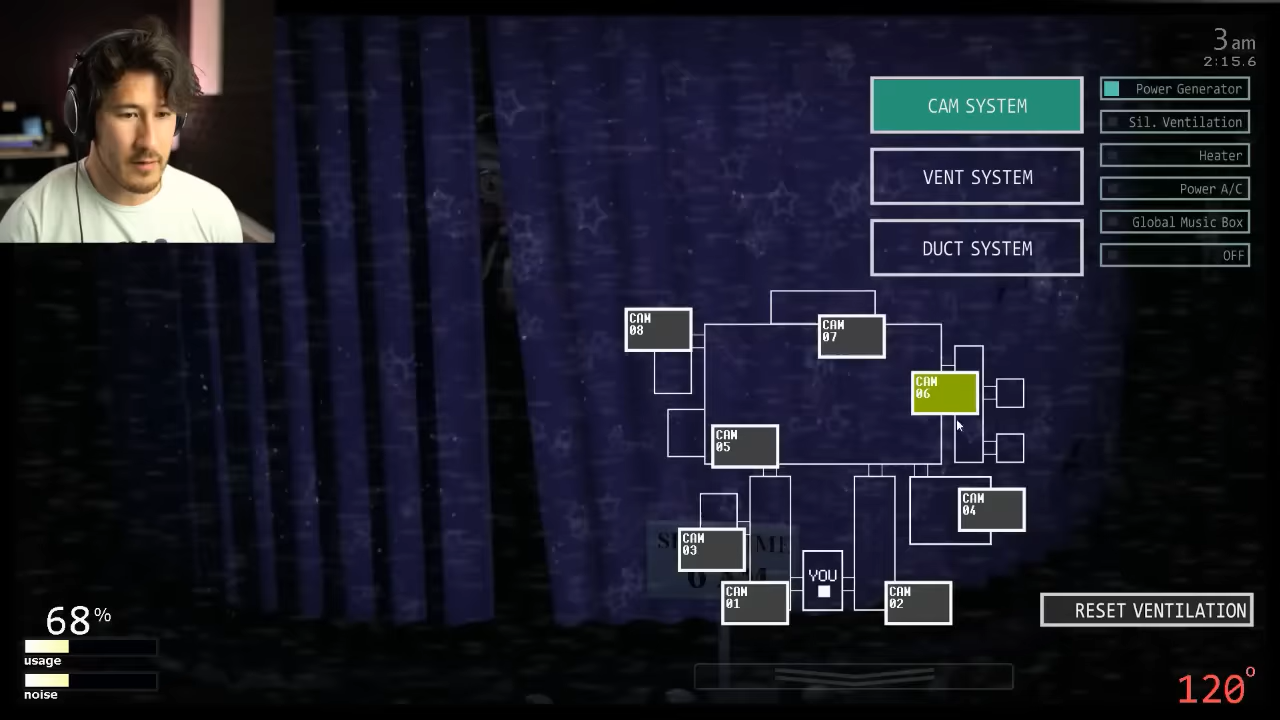 3 am
2:15.6
CAM SYSTEM
Power Generator
Sil. Ventilation
Heater
VENT SYSTEM
Power A/C
Global Music Box
DUCT SYSTEM
OFF
CAM
08
CAM
07
CAM
06
CAM
05
CAM
04
CAM
03
YOU
CAM
01
CAM
02
RESET VENTILATION
68%
usage
noise
120°